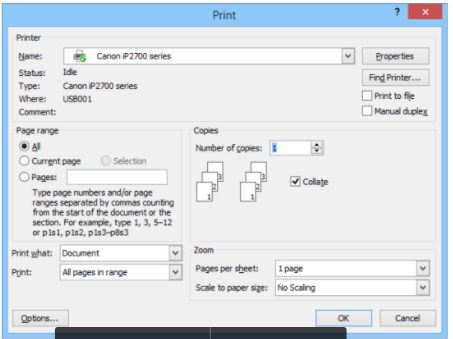 Print
?
Printer
Name: Canon iP2700 series
Properties
Status: Idle
Find Printer...
Type: Canon iP2700 series
Where: USB001
Print to file
Comment:
Manual duplex
Page range
All
Current page Selection
Pages:
Type page numbers and/or page
ranges separated by commas counting
from the start of the document or the
section. For example, type 1, 3, 5–12
or p1s1, p1s2, p1s3–p8s3
Copies
Number of copies: 1
3 3
2 2
1 1
Collate
Print what: Document
Print: All pages in range
Zoom
Pages per sheet: 1 page
Scale to paper size: No Scaling
Options...
OK
Cancel